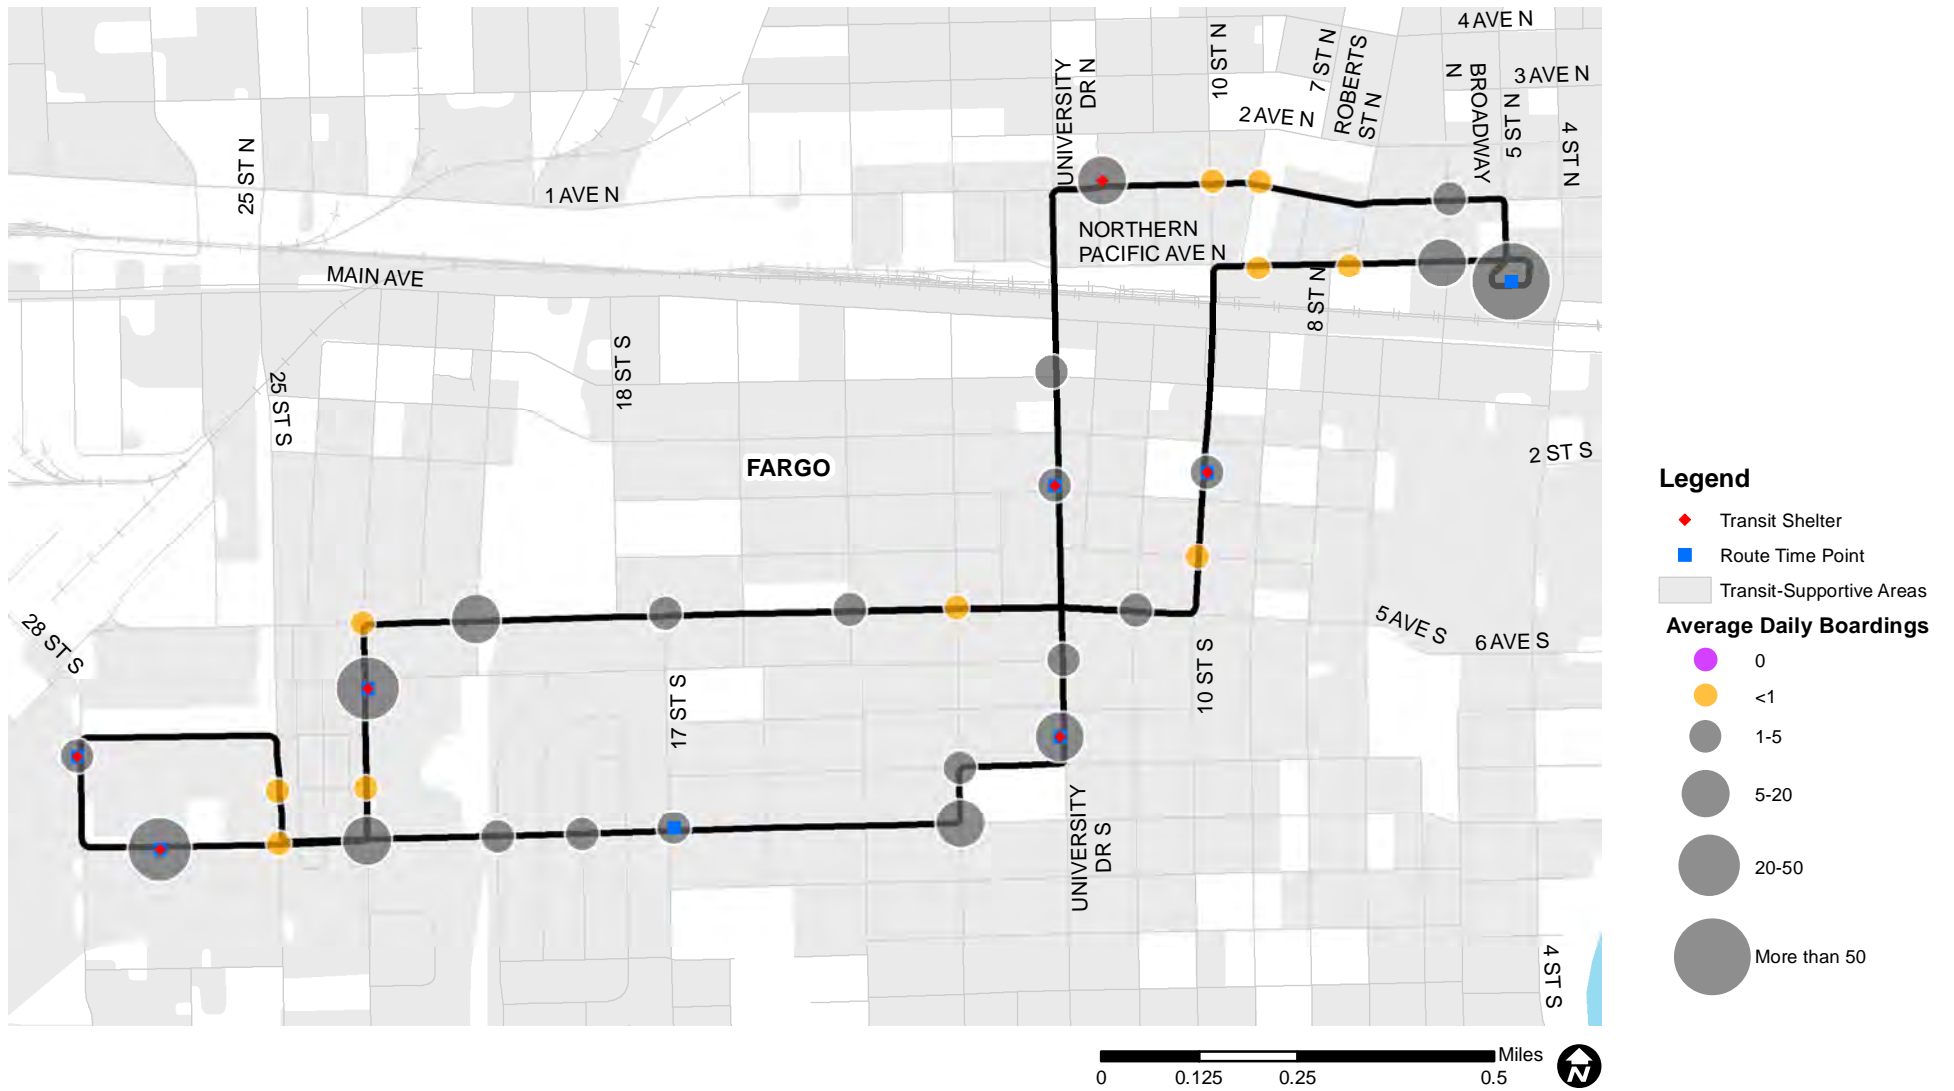 4 AVE N
3 AVE N
UNIVERSITY
DR N
10 ST N
7 ST N
ROBERTS
ST N
BROADWAY
N
5 ST N
4 ST N
2 AVE N
25 ST N
1 AVE N
NORTHERN
PACIFIC AVE N
MAIN AVE
8 ST N
18 ST S
25 ST S
FARGO
2 ST S
28 ST S
5 AVE S
6 AVE S
10 ST S
17 ST S
UNIVERSITY
DR S
4 ST S
Legend
Transit Shelter
Route Time Point
Transit-Supportive Areas
Average Daily Boardings
0
<1
1-5
5-20
20-50
More than 50
Miles
0 0.125 0.25 0.5
N